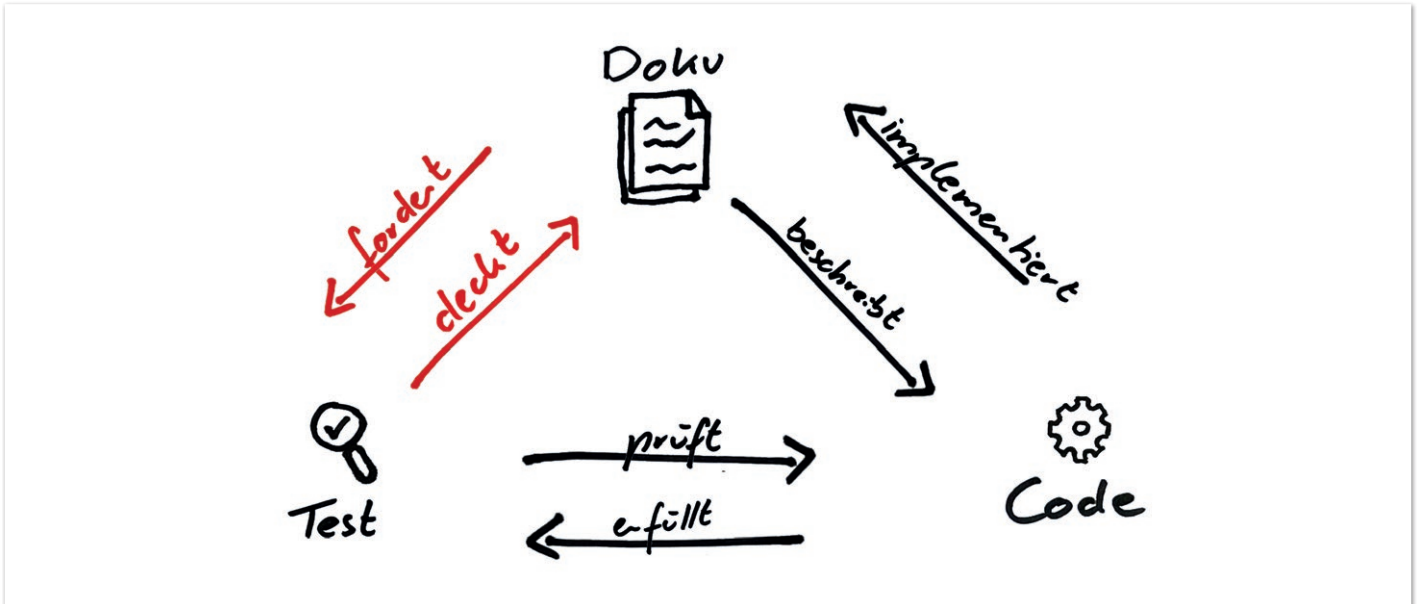 Doku
implementiert
fordert
deckt
beschreibt
prüft
Test
erfüllt
Code